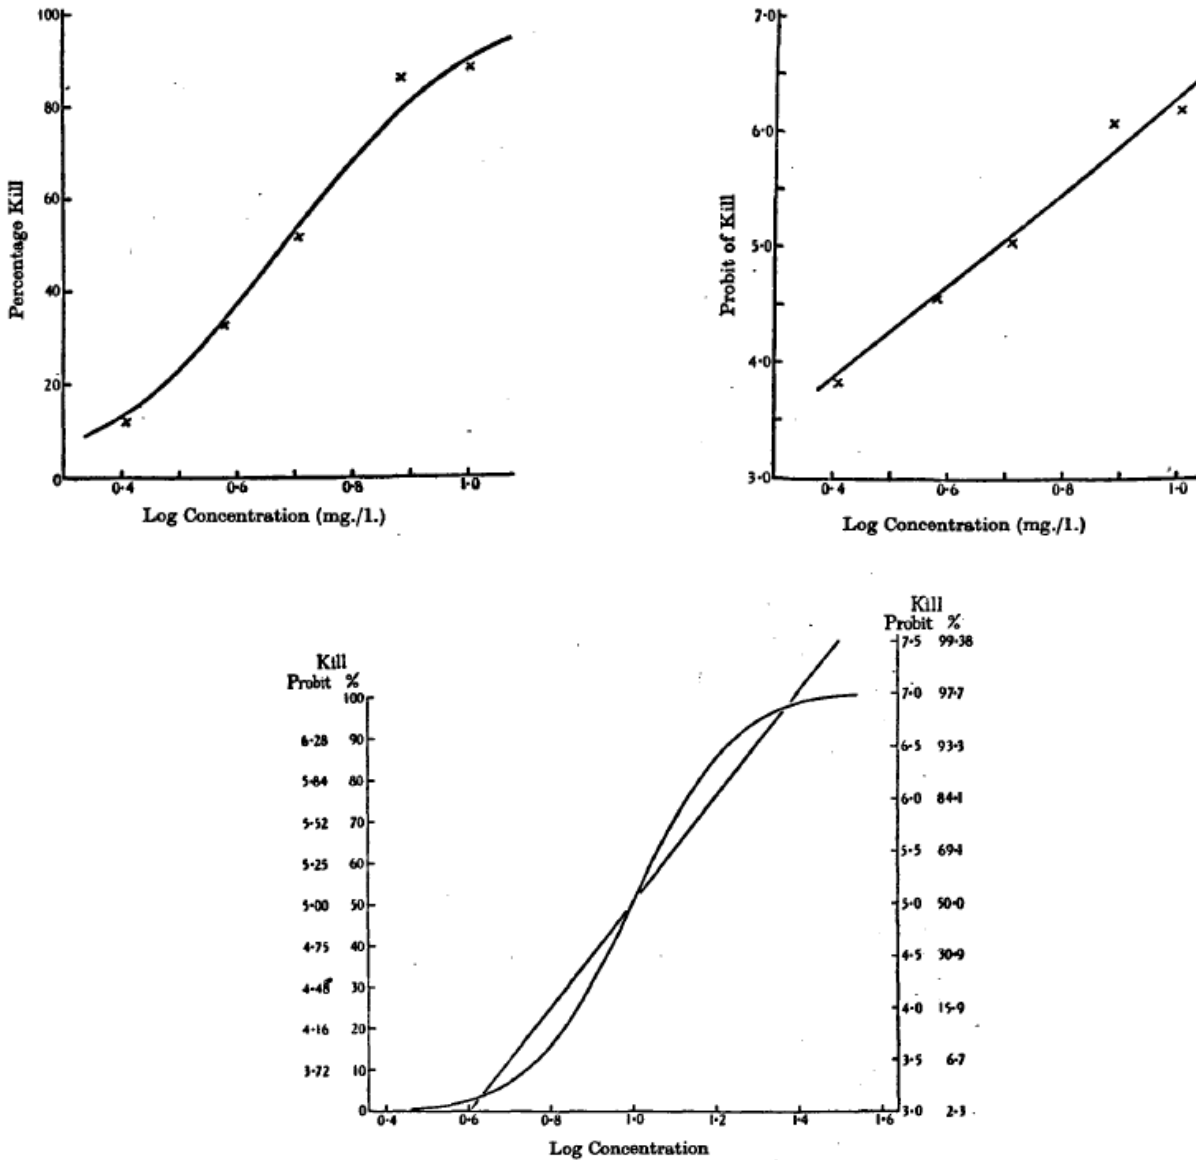 100
80
60
40
20
0
Percentage Kill
0·4 0·6 0·8 1·0
Log Concentration (mg./1.)
7·0
6·0
5·0
4·0
3·0
Probit of Kill
0·4 0·6 0·8 1·0
Log Concentration (mg./1.)
Kill
Probit %
100
6·28 90
5·84 80
5·52 70
5·25 60
5·00 50
4·75 40
4·48 30
4·16 20
3·72 10
0
Kill
Probit %
7·5 99·38
7·0 97·7
6·5 93·3
6·0 84·1
5·5 69·1
5·0 50·0
4·5 30·9
4·0 15·9
3·5 6·7
3·0 2·3
0·4 0·6 0·8 1·0 1·2 1·4 1·6
Log Concentration